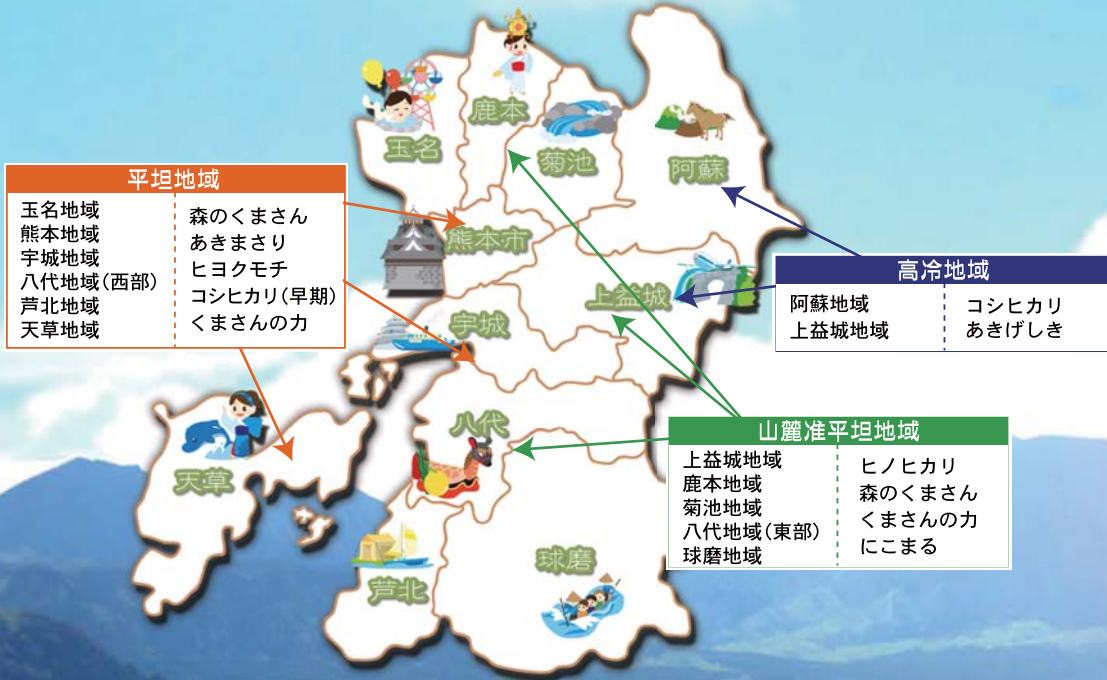 鹿本
玉名
菊池
阿蘇
熊本市
上益城
宇城
八代
天草
芦北
球磨
平坦地域
玉名地域
熊本地域
宇城地域
八代地域(西部)
芦北地域
天草地域
森のくまさん
あきまさり
ヒヨクモチ
コシヒカリ(早期)
くまさんの力
高冷地域
阿蘇地域
上益城地域
コシヒカリ
あきげしき
山麓准平坦地域
上益城地域
鹿本地域
菊池地域
八代地域(東部)
球磨地域
ヒノヒカリ
森のくまさん
くまさんの力
にこまる